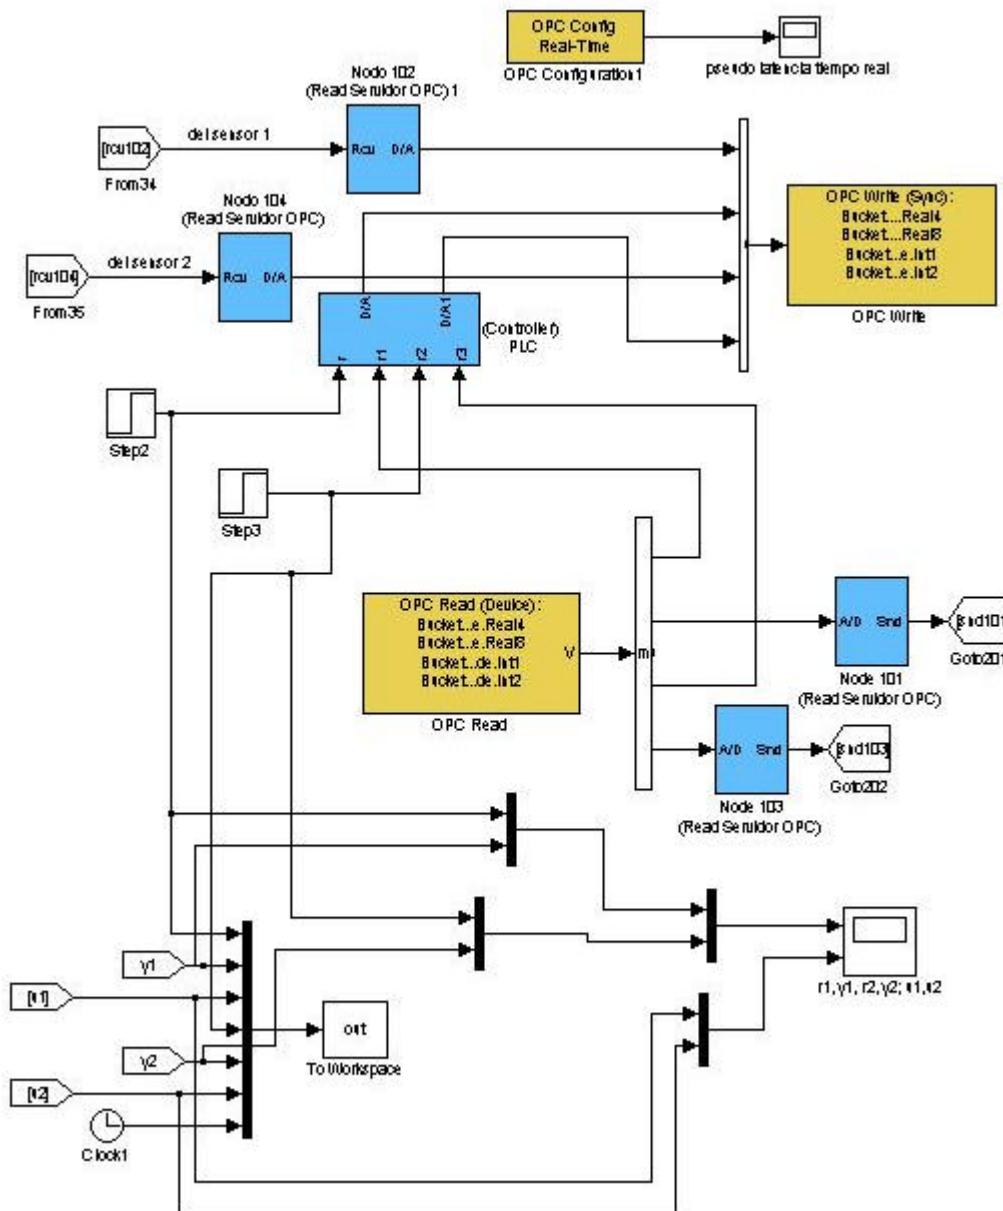 OPC Config
Real-Time
OPC Configuration1
pseudo latencia tiempo real
Nodo 102
(Read Servidor OPC) 1
[rcv102]
From34
del sensor 1
Rcv D/A
Nodo 104
(Read Servidor OPC)
[rcv104]
From35
del sensor 2
Rcv D/A
OPC Write (Sync):
Bucket....Real4
Bucket....Real8
Bucket...e.Int1
Bucket...e.Int2
OPC Write
D/A
D/A1
r
r1
r2
r3
(Controller)
PLC
Step2
Step3
OPC Read (Device):
Bucket...e.Real4
Bucket...e.Real8
Bucket...de.Int1
Bucket...de.Int2
V
OPC Read
m
A/D Snd
Node 101
(Read Servidor OPC)
[snd101
Goto201
A/D Snd
Node 103
(Read Servidor OPC)
[snd103]
Goto202
y1
[u1]
y2
[u2]
Clock1
out
To Workspace
r1,y1, r2,y2; u1,u2